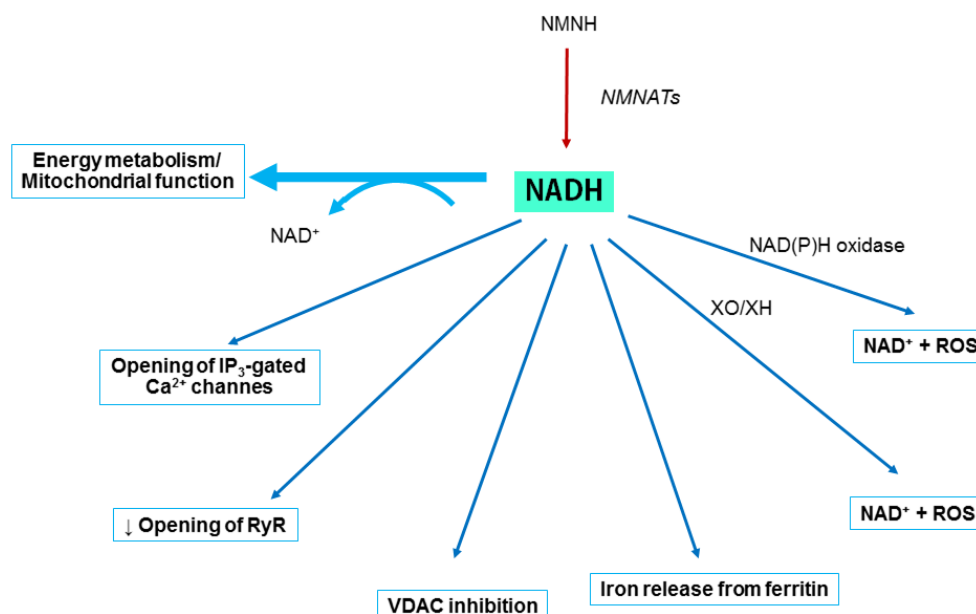 NMNH
NMNATs
Energy metabolism/
Mitochondrial function
NADH
NAD⁺
NAD(P)H oxidase
XO/XH
NAD⁺ + ROS
Opening of IP₃-gated
Ca²⁺ channes
NAD⁺ + ROS
↓ Opening of RyR
Iron release from ferritin
VDAC inhibition